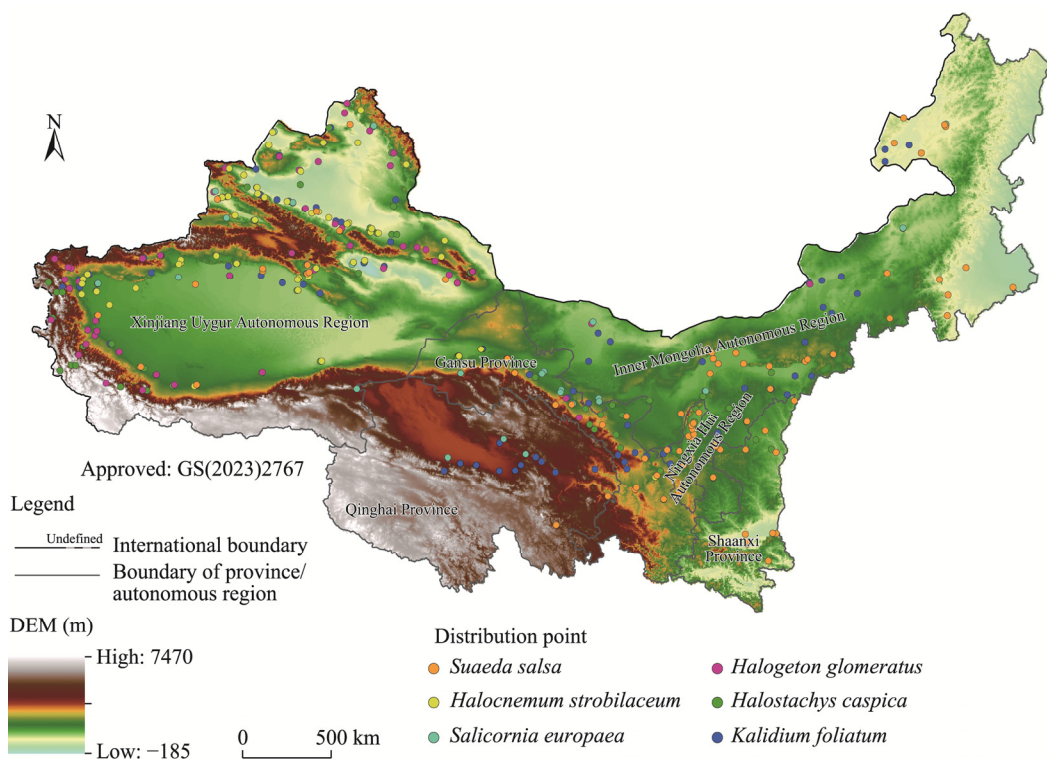 N
Xinjiang Uygur Autonomous Region
Gansu Province
Inner Mongolia Autonomous Region
Ningxia Hui
Autonomous Region
Qinghai Province
Shaanxi
Province
Approved: GS(2023)2767
Legend
Undefined
International boundary
Boundary of province/
autonomous region
DEM (m)
High: 7470
Low: −185
0 500 km
Distribution point
Suaeda salsa
Halocnemum strobilaceum
Salicornia europaea
Halogeton glomeratus
Halostachys caspica
Kalidium foliatum